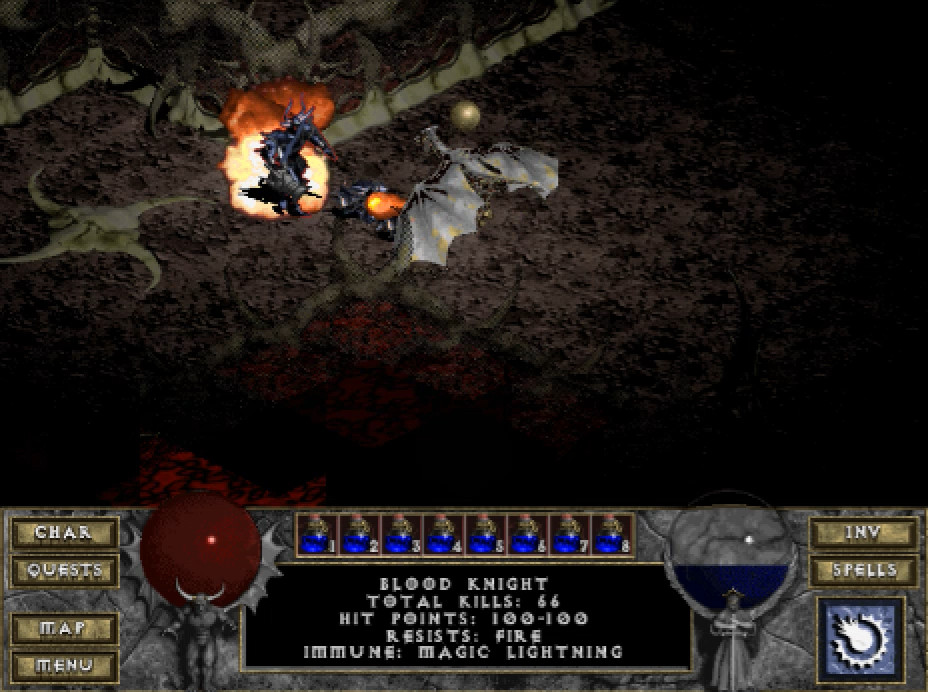 CHAR
QUESTS
MAP
MENU
1 2 3 4 5 6 7 8
BLOOD KNIGHT
TOTAL KILLS: 66
HIT POINTS: 100-100
RESISTS: FIRE
IMMUNE: MAGIC LIGHTNING
INV
SPELLS